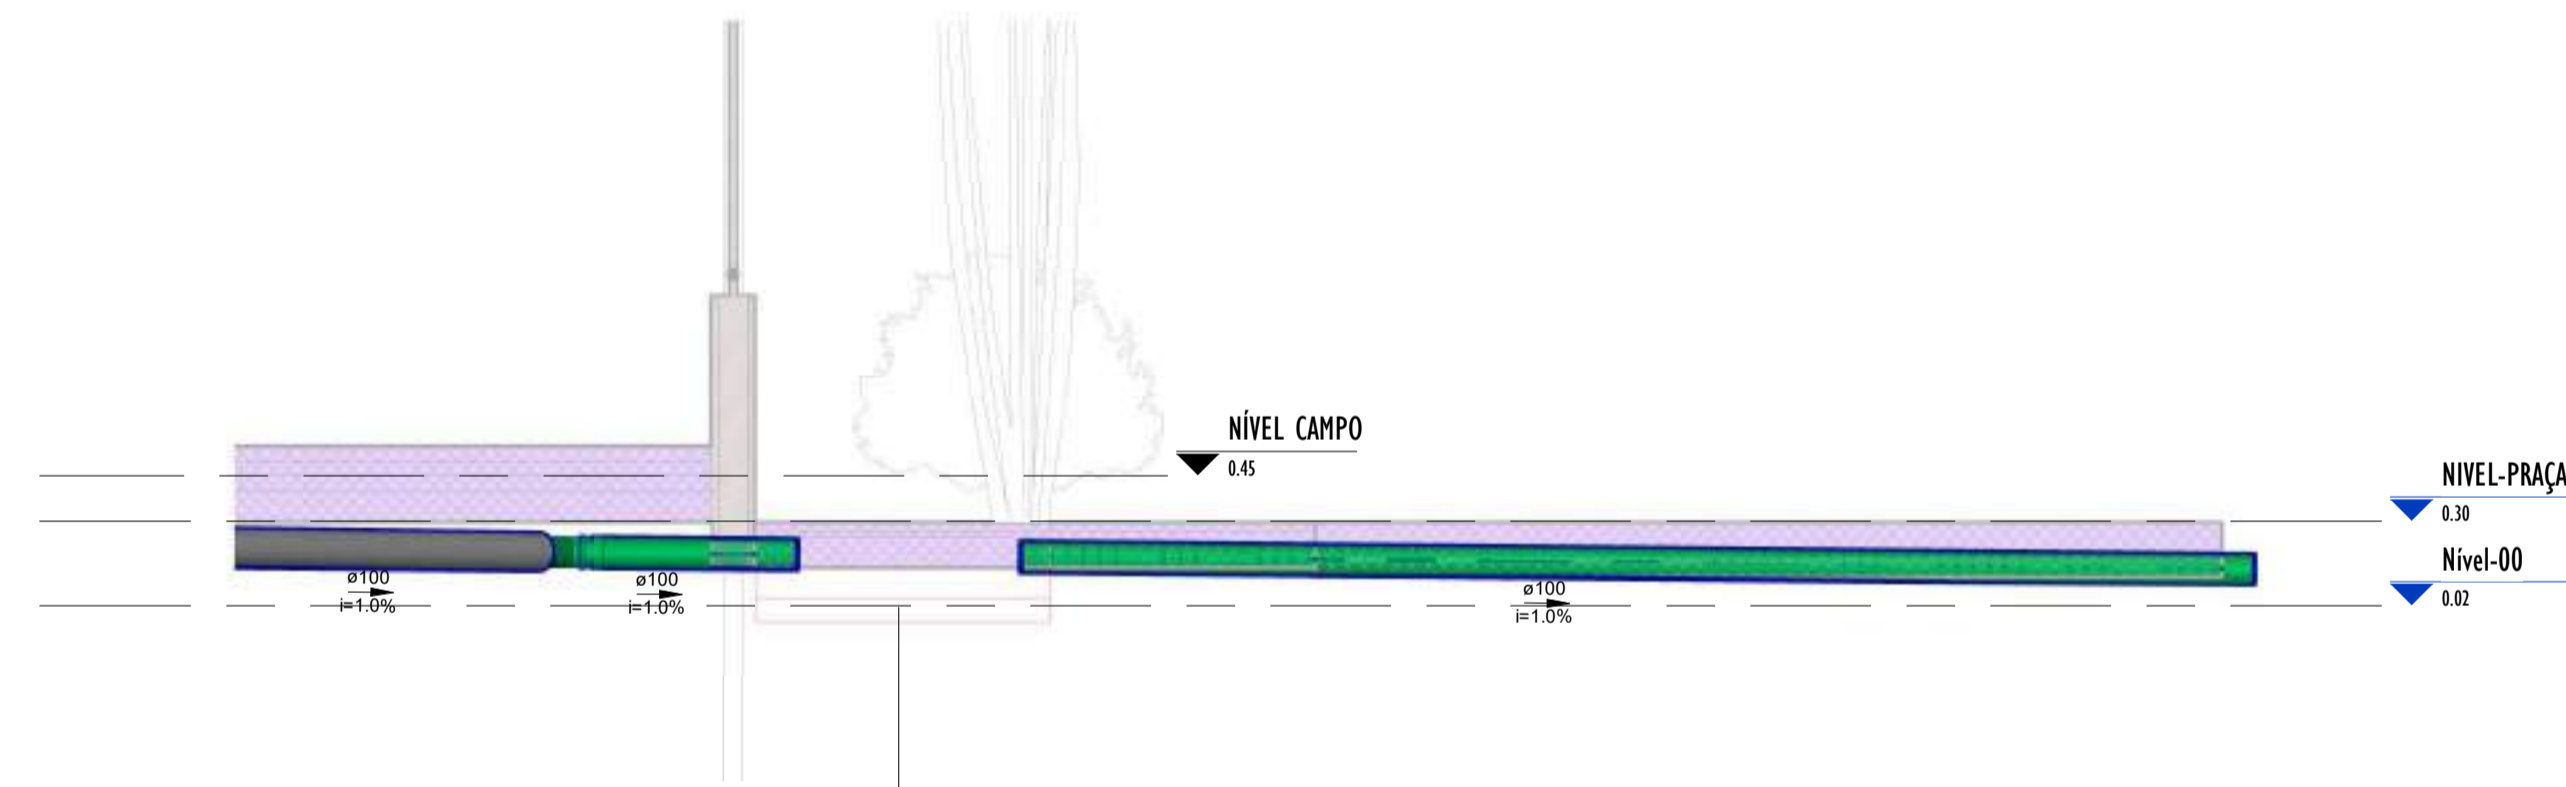 NÍVEL CAMPO
0.45
NIVEL-PRAÇA
0.30
Nível-00
0.02
ø100
i=1.0%
ø100
i=1.0%
ø100
i=1.0%